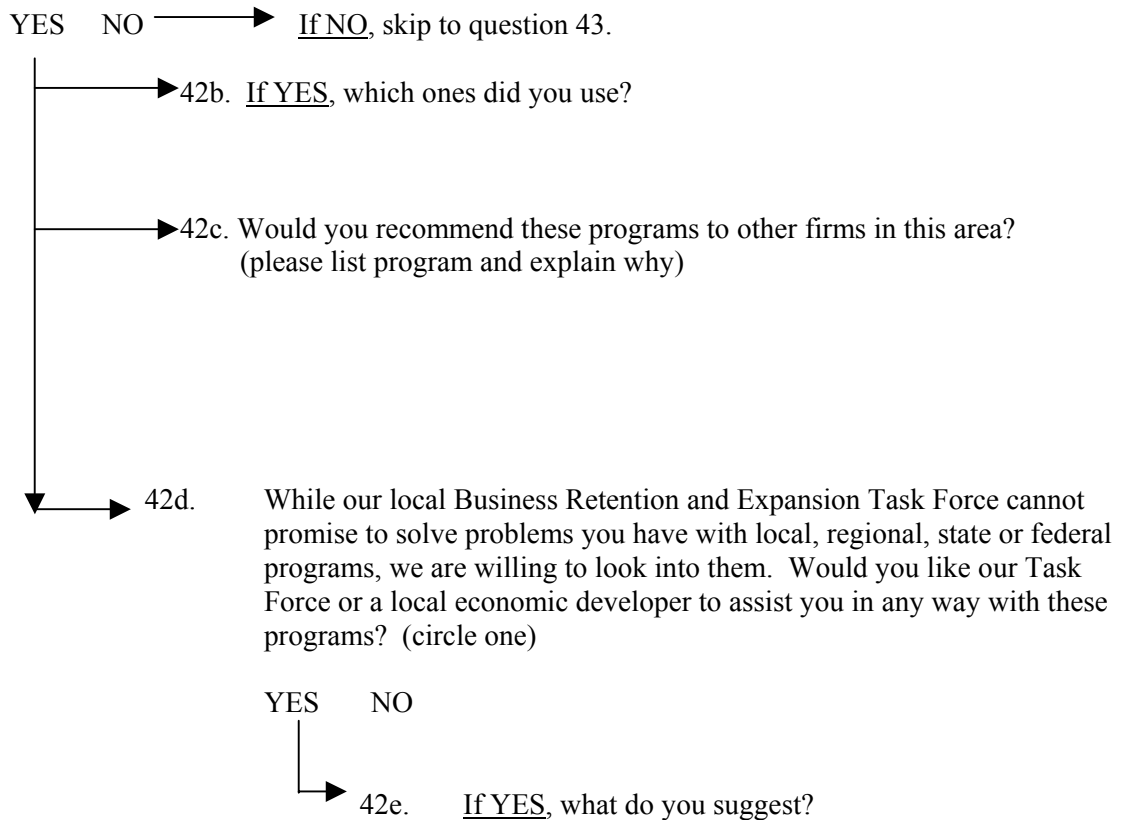 YES NO If NO, skip to question 43.
42b. If YES, which ones did you use?
42c. Would you recommend these programs to other firms in this area?
(please list program and explain why)
42d. While our local Business Retention and Expansion Task Force cannot
promise to solve problems you have with local, regional, state or federal
programs, we are willing to look into them. Would you like our Task
Force or a local economic developer to assist you in any way with these
programs? (circle one)
YES NO
42e. If YES, what do you suggest?